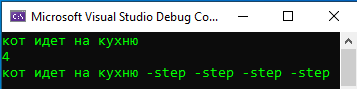 Microsoft Visual Studio Debug Co...
кот идет на кухню
4
кот идет на кухню -step -step -step -step